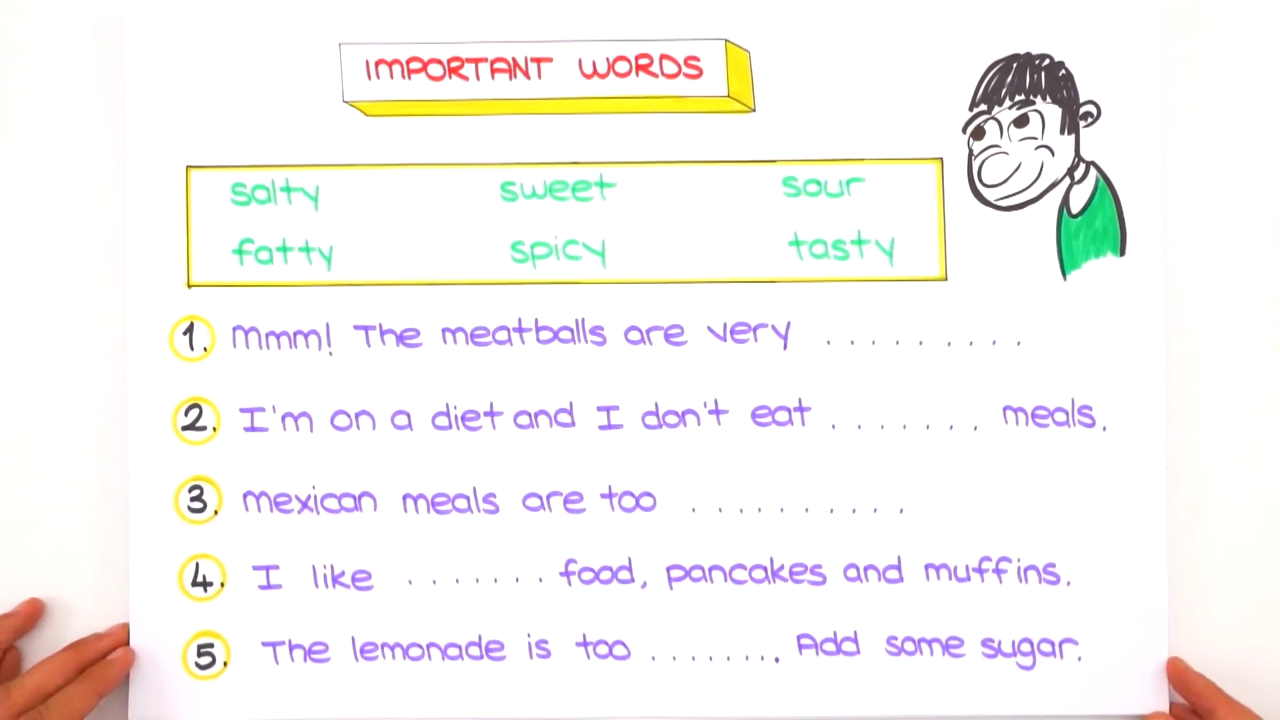 IMPORTANT WORDS
salty sweet sour
fatty spicy tasty
1. Mmm! The meatballs are very .........
2. I'm on a diet and I don't eat ....... meals.
3. mexican meals are too ..........
4. I like ....... food, pancakes and muffins.
5. The lemonade is too ........ Add some sugar.